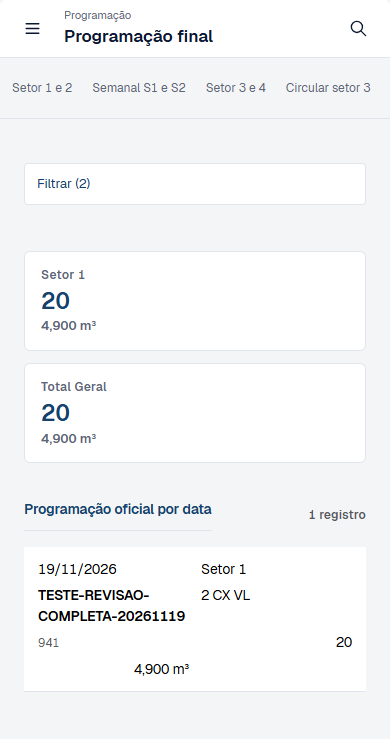 Programação
Programação final
Setor 1 e 2 Semanal S1 e S2 Setor 3 e 4 Circular setor 3
Filtrar (2)
Setor 1
20
4,900 m³
Total Geral
20
4,900 m³
Programação oficial por data
1 registro
19/11/2026 Setor 1
TESTE-REVISAO- 2 CX VL
COMPLETA-20261119
941 20
4,900 m³